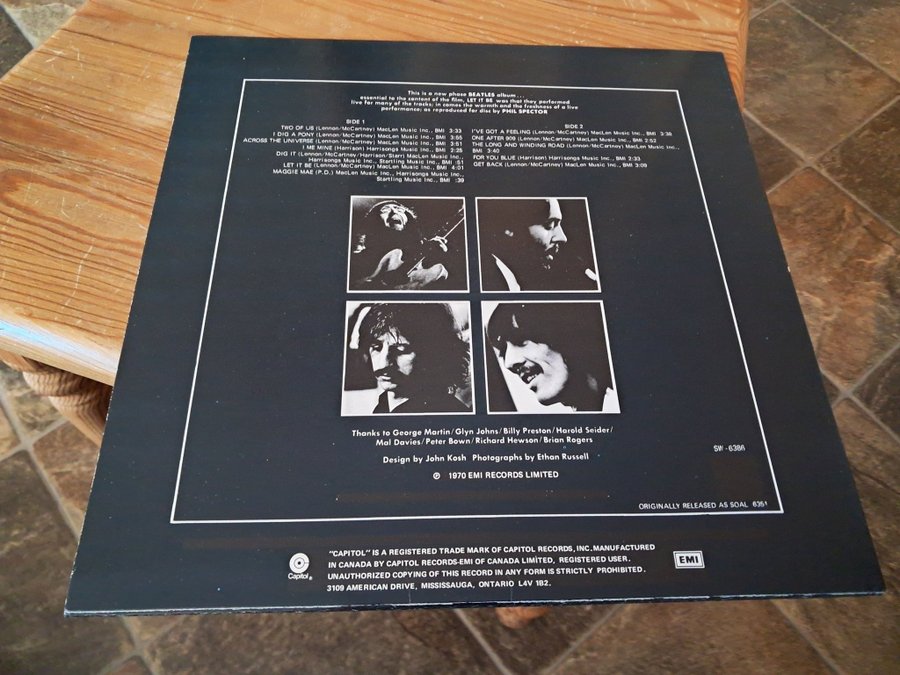 This is a new phase BEATLES album...
essential to the content of the film, LET IT BE was that they performed
live for many of the tracks; in comes the warmth and the freshness of a live
performance; as reproduced for disc by PHIL SPECTOR
SIDE 1
TWO OF US (Lennon/McCartney) MacLen Music Inc., BMI 3:33
I DIG A PONY (Lennon/McCartney) MacLen Music Inc., BMI 3:55
ACROSS THE UNIVERSE (Lennon/McCartney) MacLen Music Inc., BMI 3:51
I ME MINE (Harrison) Harrisongs Music Inc., BMI 2:25
DIG IT (Lennon/McCartney/Harrison/Starr) MacLen Music Inc.,
Harrisongs Music Inc., Startling Music Inc., BMI :51
LET IT BE (Lennon/McCartney) MacLen Music Inc., BMI 4:01
MAGGIE MAE (P.D.) MacLen Music Inc., Harrisongs Music Inc.,
Startling Music Inc., BMI :39
SIDE 2
I'VE GOT A FEELING (Lennon/McCartney) MacLen Music Inc., BMI 3:38
ONE AFTER 909 (Lennon/McCartney) MacLen Music Inc., BMI 2:52
THE LONG AND WINDING ROAD (Lennon/McCartney) MacLen Music Inc.,
BMI 3:40
FOR YOU BLUE (Harrison) Harrisongs Music Inc., BMI 2:33
GET BACK (Lennon/McCartney) MacLen Music Inc., BMI 3:09
Thanks to George Martin/Glyn Johns/Billy Preston/Harold Seider/
Mal Davies/Peter Bown/Richard Hewson/Brian Rogers
Design by John Kosh Photographs by Ethan Russell
℗ 1970 EMI RECORDS LIMITED
SW-6386
ORIGINALLY RELEASED AS SOAL 6351
Capitol®
"CAPITOL" IS A REGISTERED TRADE MARK OF CAPITOL RECORDS, INC. MANUFACTURED
IN CANADA BY CAPITOL RECORDS-EMI OF CANADA LIMITED, REGISTERED USER.
UNAUTHORIZED COPYING OF THIS RECORD IN ANY FORM IS STRICTLY PROHIBITED.
3109 AMERICAN DRIVE, MISSISSAUGA, ONTARIO L4V 1B2.
EMI